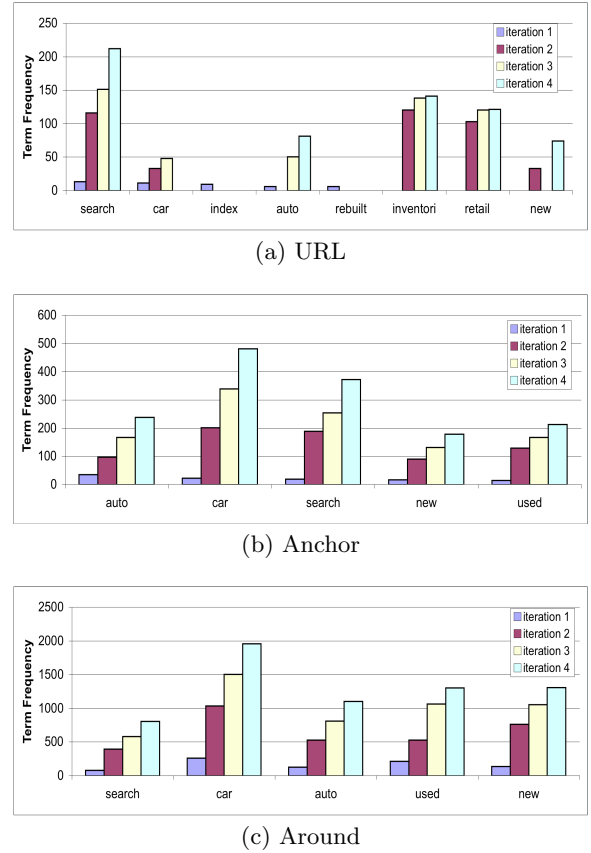 250
200
150
100
50
0
Term Frequency
iteration 1
iteration 2
iteration 3
iteration 4
search car index auto rebuilt inventori retail new
(a) URL
600
500
400
300
200
100
0
Term Frequency
iteration 1
iteration 2
iteration 3
iteration 4
auto car search new used
(b) Anchor
2500
2000
1500
1000
500
0
Term Frequency
iteration 1
iteration 2
iteration 3
iteration 4
search car auto used new
(c) Around